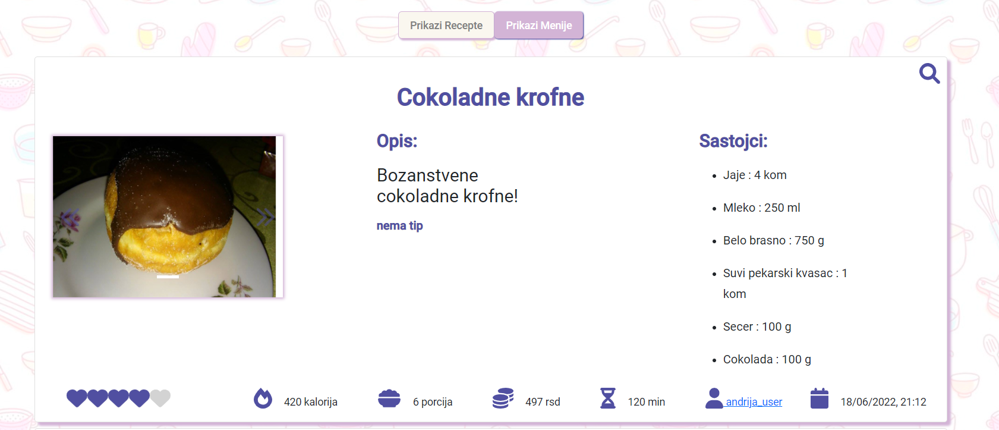 Prikazi Recepte
Prikazi Menije
Cokoladne krofne
Opis:
Bozanstvene
cokoladne krofne!
nema tip
Sastojci:
Jaje : 4 kom
Mleko : 250 ml
Belo brasno : 750 g
Suvi pekarski kvasac : 1
kom
Secer : 100 g
Cokolada : 100 g
420 kalorija
6 porcija
497 rsd
120 min
andrija_user
18/06/2022, 21:12